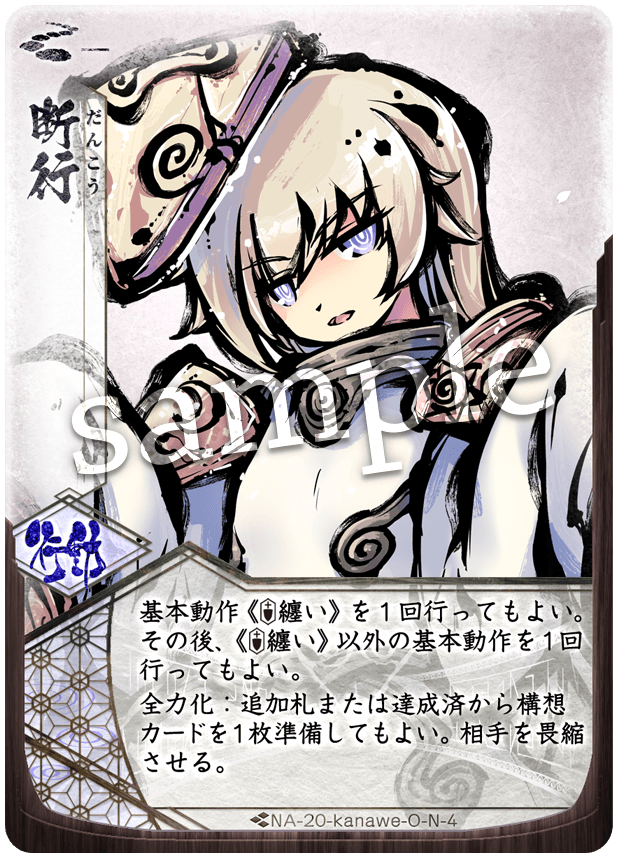 断行
だんこう
sample
行動
基本動作《纏い》を１回行ってもよい。
その後、《纏い》以外の基本動作を１回
行ってもよい。
全力化：追加札または達成済から構想
カードを１枚準備してもよい。相手を畏縮
させる。
NA-20-kanawe-O-N-4